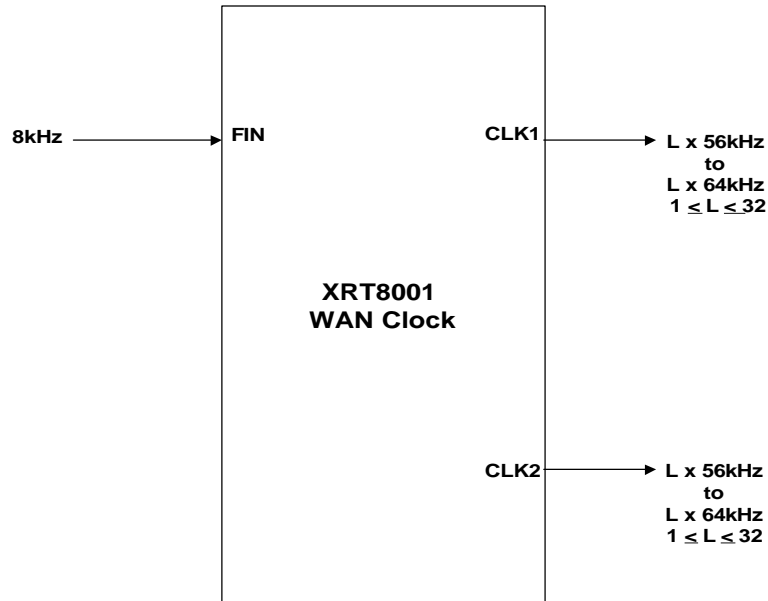 8kHz
FIN
CLK1
L x 56kHz
to
L x 64kHz
1 ≤ L ≤ 32
XRT8001
WAN Clock
CLK2
L x 56kHz
to
L x 64kHz
1 ≤ L ≤ 32